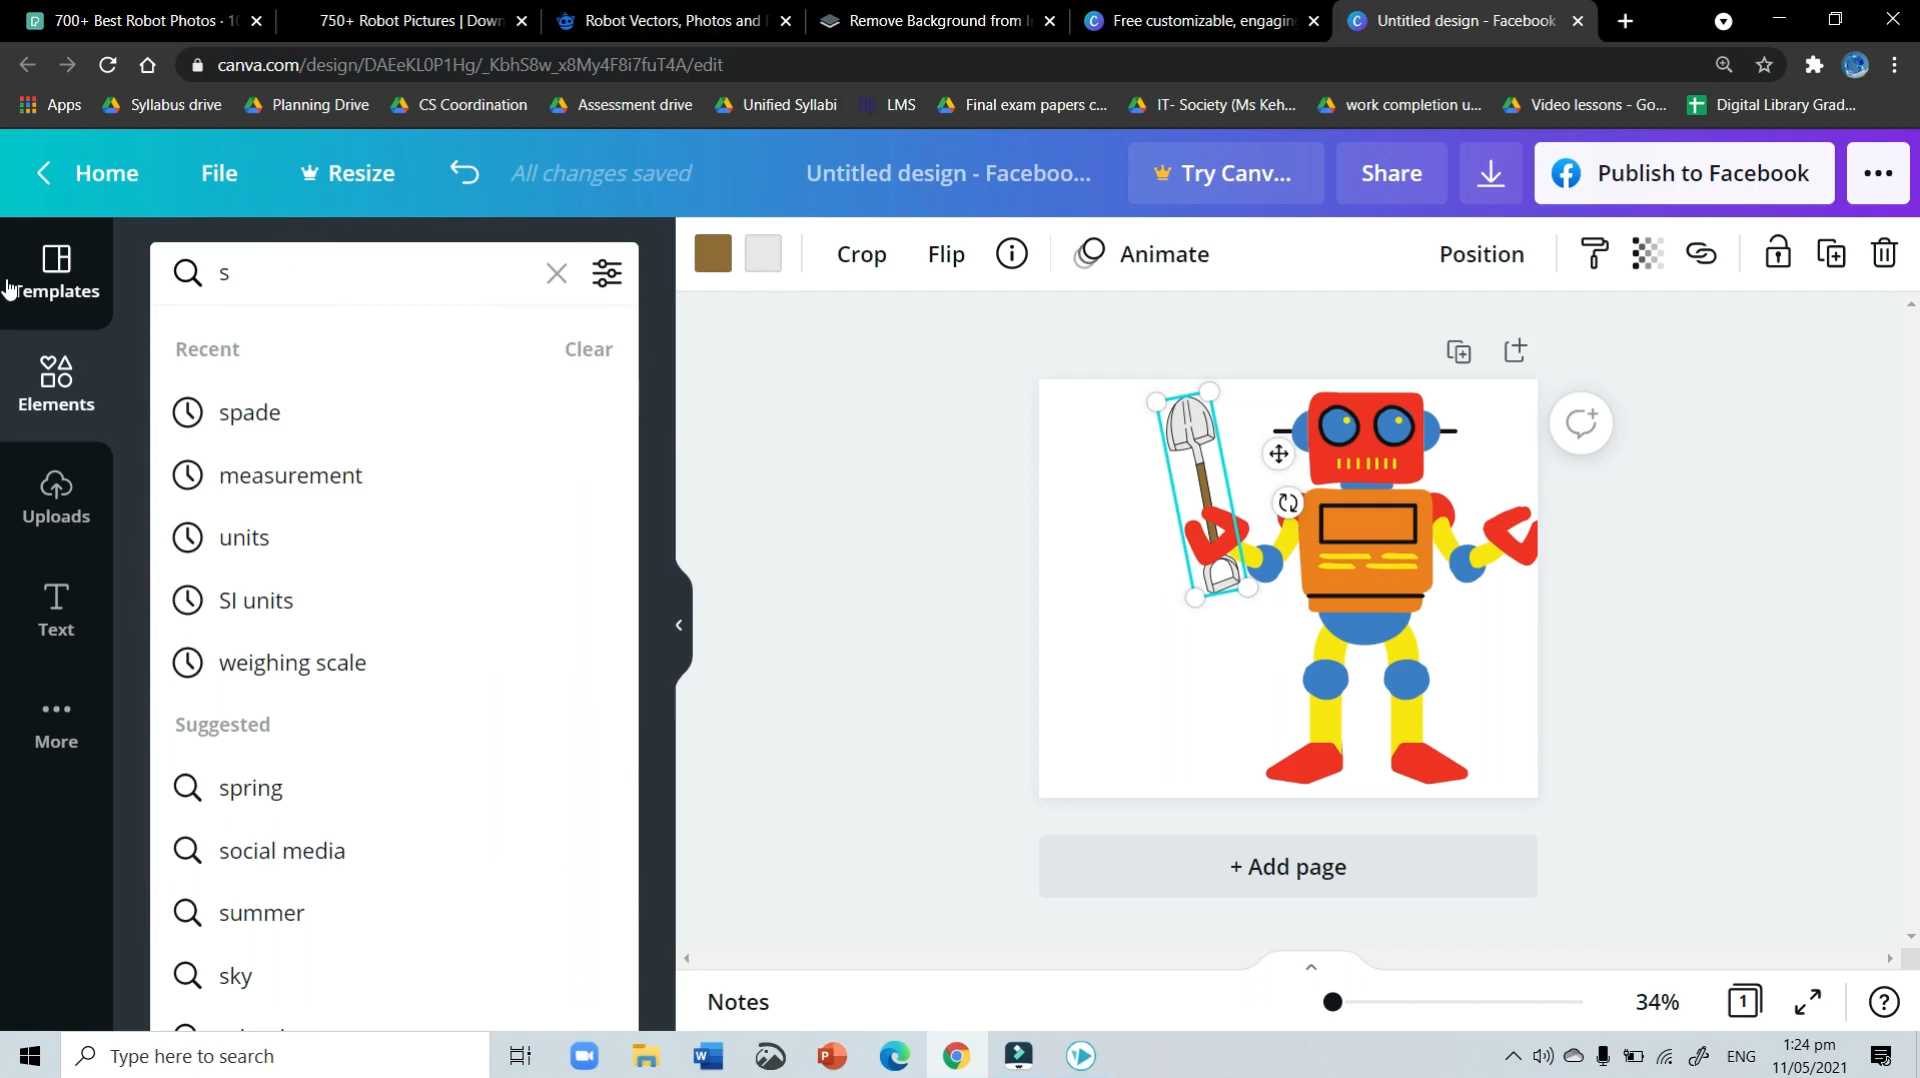 700+ Best Robot Photos · 1
750+ Robot Pictures | Down
Robot Vectors, Photos and
Remove Background from I
Free customizable, engagin
Untitled design - Facebook
canva.com/design/DAEeKL0P1Hg/_KbhS8w_x8My4F8i7fuT4A/edit
Apps
Syllabus drive
Planning Drive
CS Coordination
Assessment drive
Unified Syllabi
LMS
Final exam papers c...
IT- Society (Ms Keh...
work completion u...
Video lessons - Go...
Digital Library Grad...
Home
File
Resize
All changes saved
Untitled design - Faceboo...
Try Canv...
Share
Publish to Facebook
Templates
Elements
Uploads
Text
More
s
Recent
Clear
spade
measurement
units
SI units
weighing scale
Suggested
spring
social media
summer
sky
Crop
Flip
Animate
Position
+ Add page
Notes
34%
1
Type here to search
ENG
1:24 pm
11/05/2021